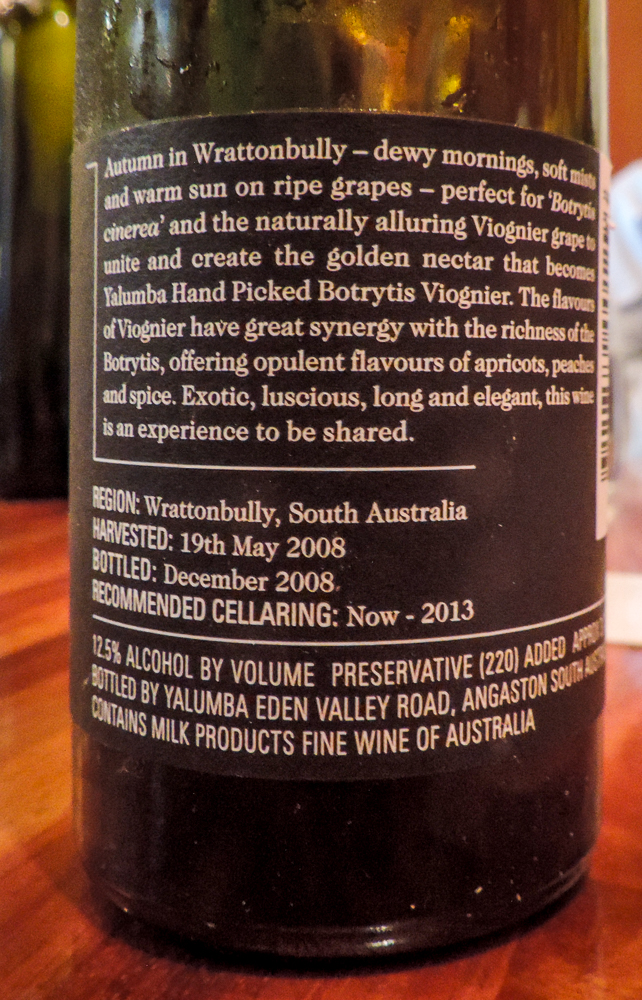 Autumn in Wrattonbully – dewy mornings, soft mists
and warm sun on ripe grapes – perfect for ‘Botrytis
cinerea’ and the naturally alluring Viognier grape to
unite and create the golden nectar that becomes
Yalumba Hand Picked Botrytis Viognier. The flavours
of Viognier have great synergy with the richness of the
Botrytis, offering opulent flavours of apricots, peaches
and spice. Exotic, luscious, long and elegant, this wine
is an experience to be shared.
REGION: Wrattonbully, South Australia
HARVESTED: 19th May 2008
BOTTLED: December 2008
RECOMMENDED CELLARING: Now - 2013
12.5% ALCOHOL BY VOLUME PRESERVATIVE (220) ADDED
BOTTLED BY YALUMBA EDEN VALLEY ROAD, ANGASTON SOUTH
CONTAINS MILK PRODUCTS FINE WINE OF AUSTRALIA